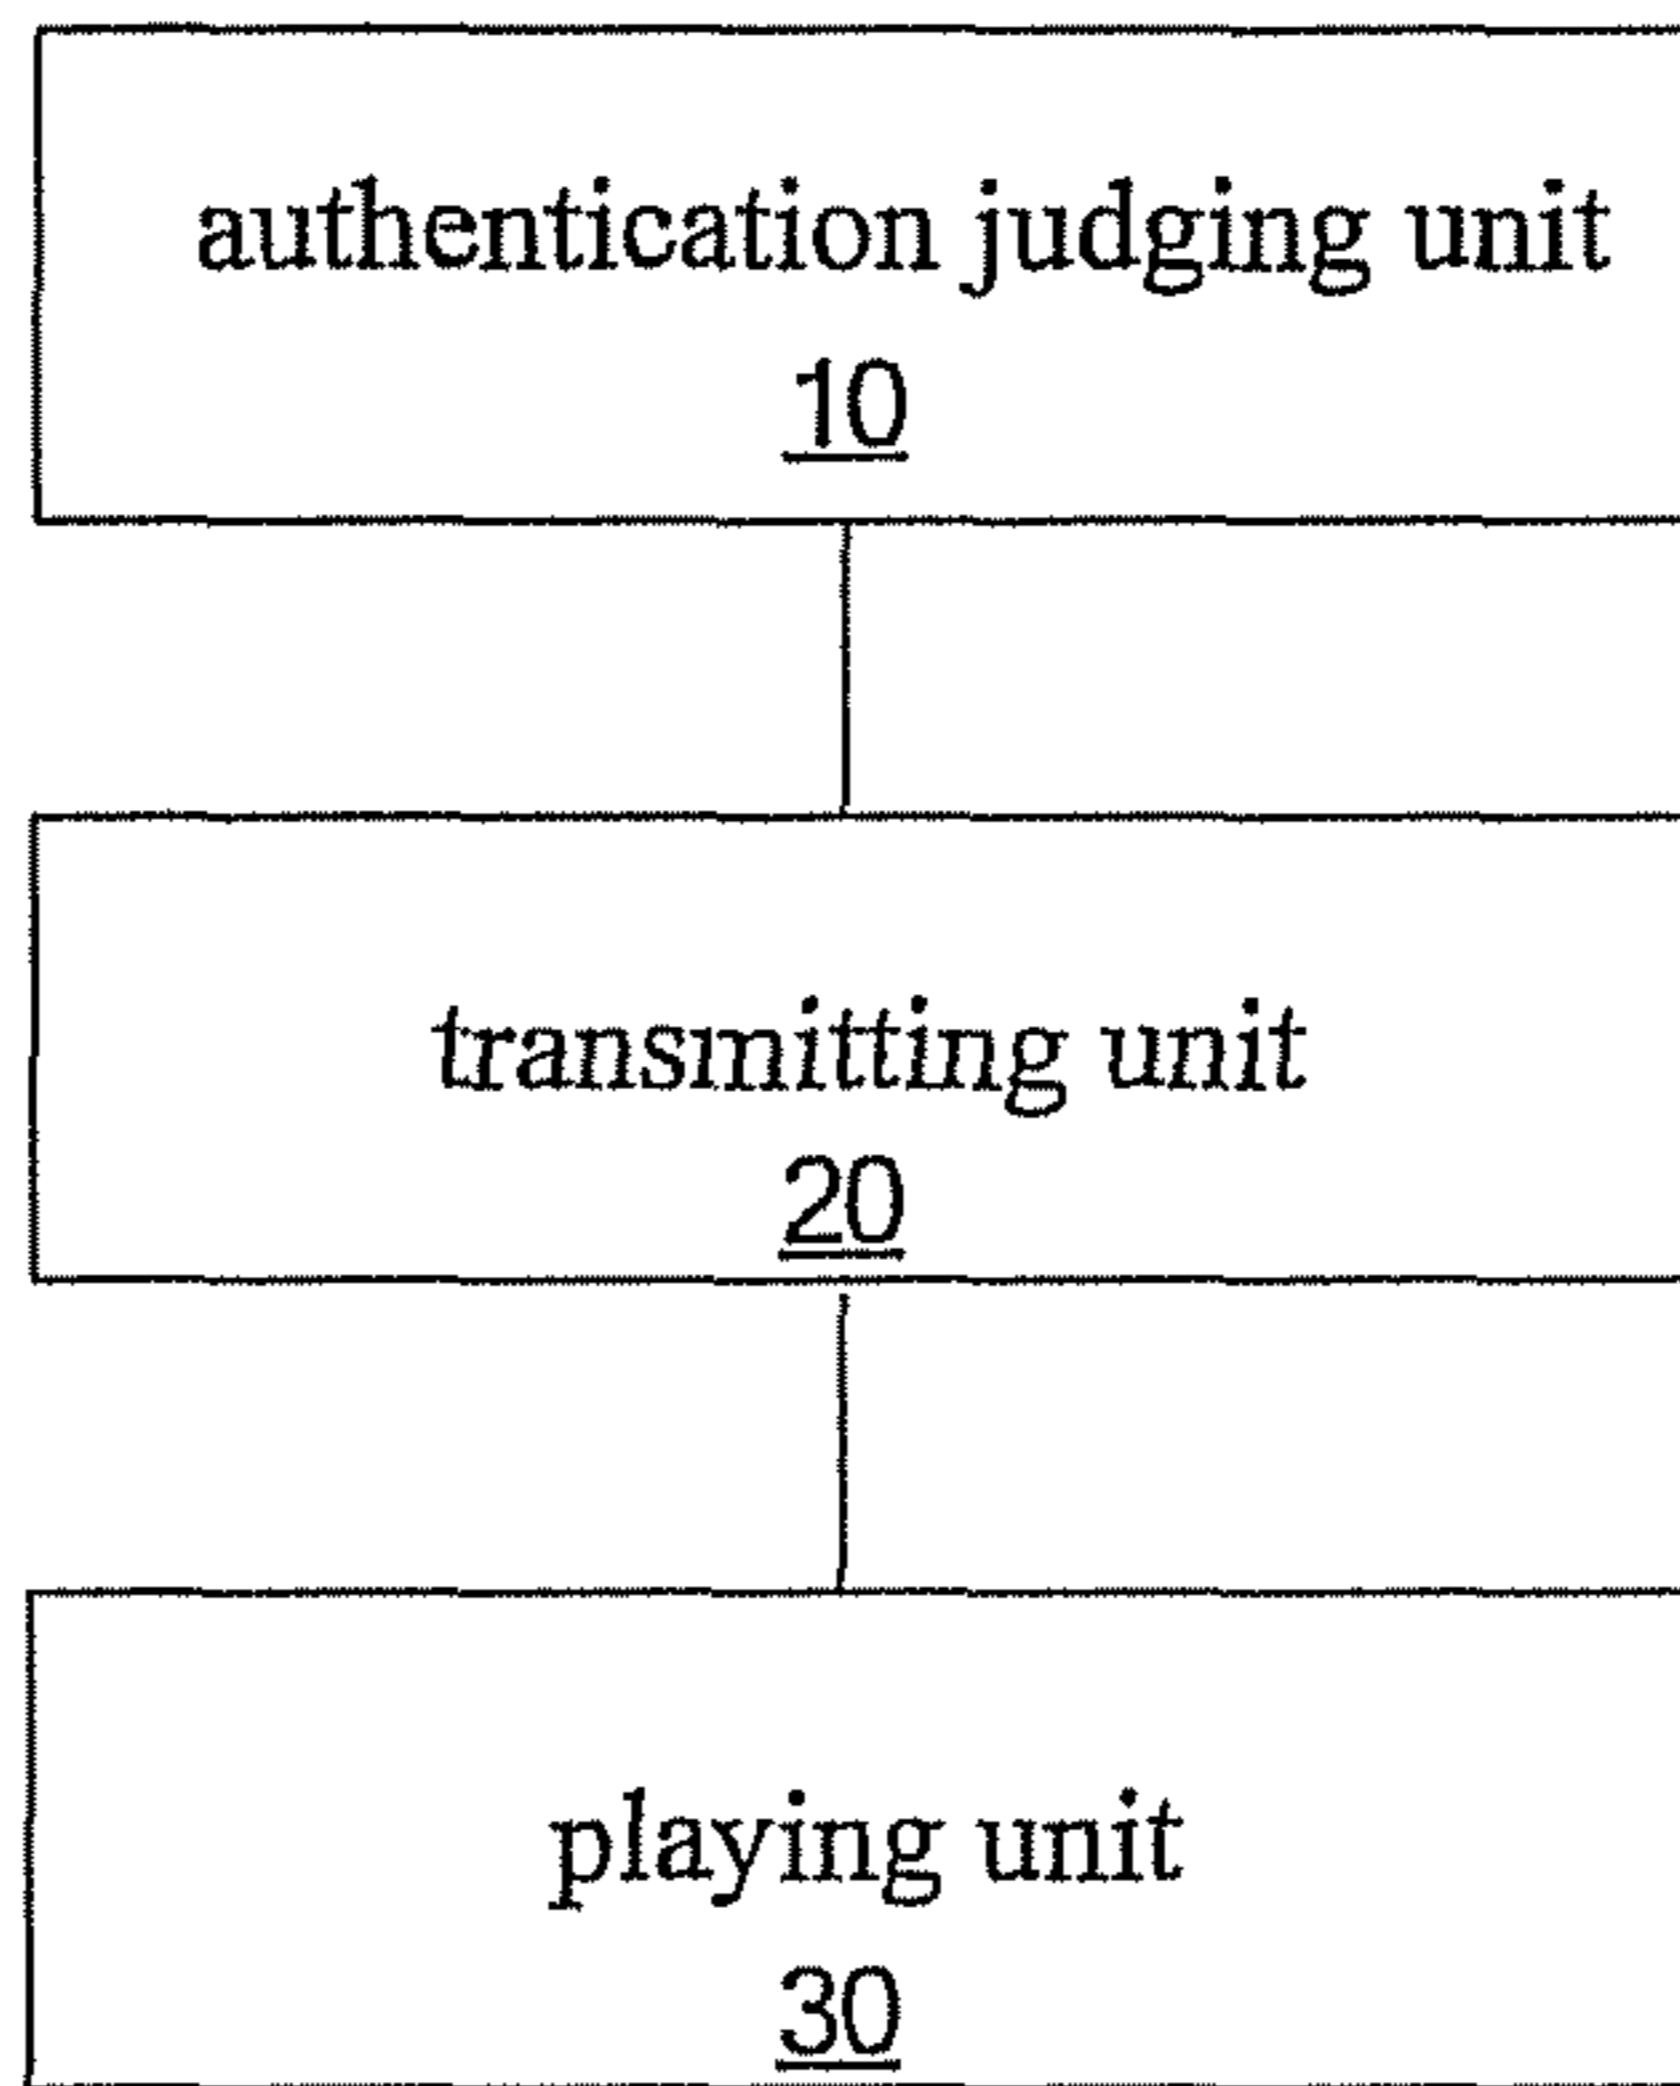 authentication judging unit
10
transmitting unit
20
playing unit
30